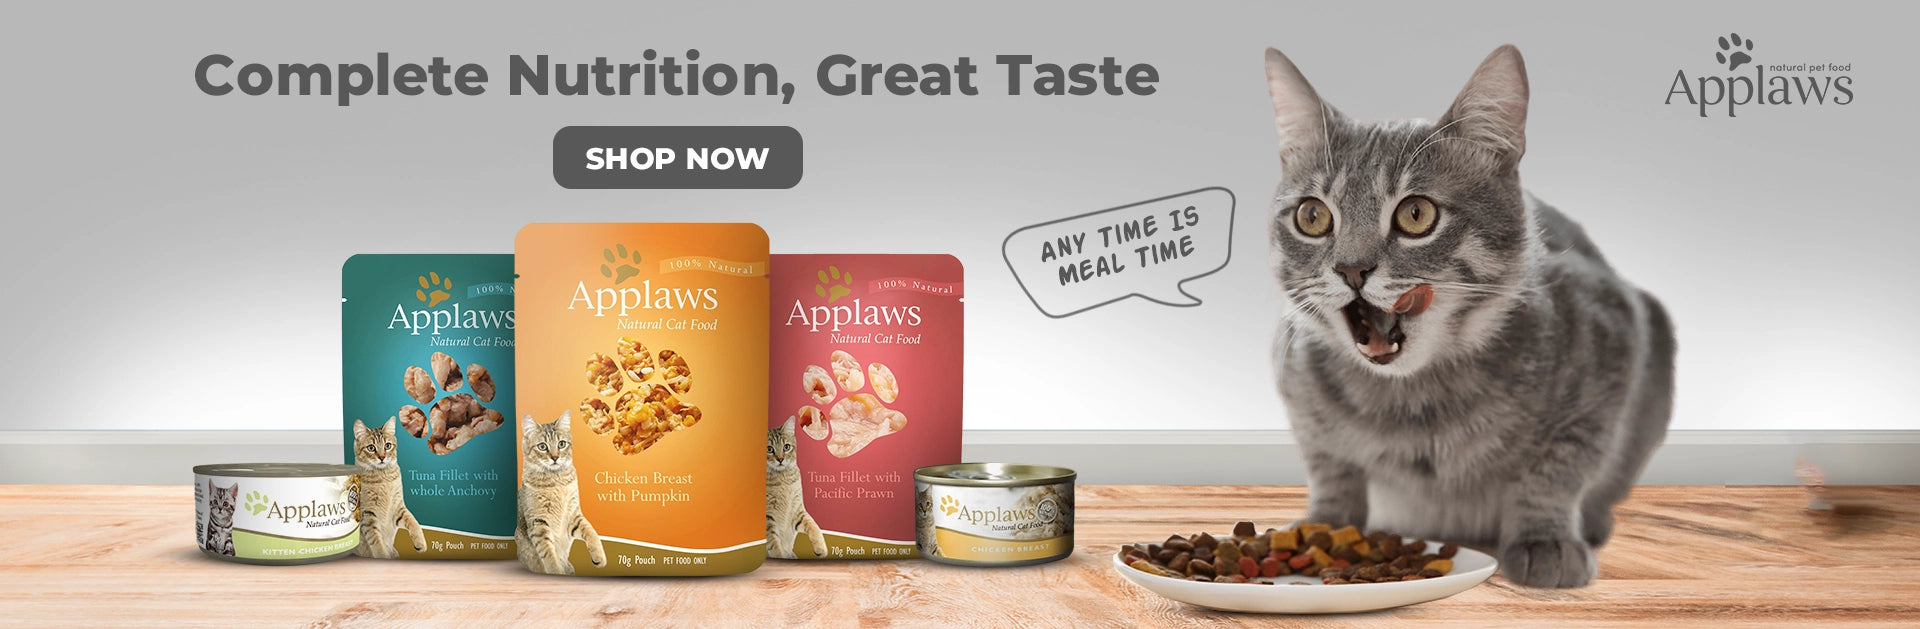 Complete Nutrition, Great Taste
SHOP NOW
natural pet food
Applaws
ANY TIME IS
MEAL TIME
100% N
Applaws
Natural Cat Food
Tuna Fillet with
whole Anchovy
70g Pouch PET FOOD ONLY
100% Natural
Applaws
Natural Cat Food
Chicken Breast
with Pumpkin
70g Pouch PET FOOD ONLY
100% Natural
Applaws
Natural Cat Food
Tuna Fillet with
Pacific Prawn
70g Pouch PET FOOD ONLY
Applaws
Natural Cat Food
KITTEN CHICKEN BREAST
Applaws
Natural Cat Food
CHICKEN BREAST